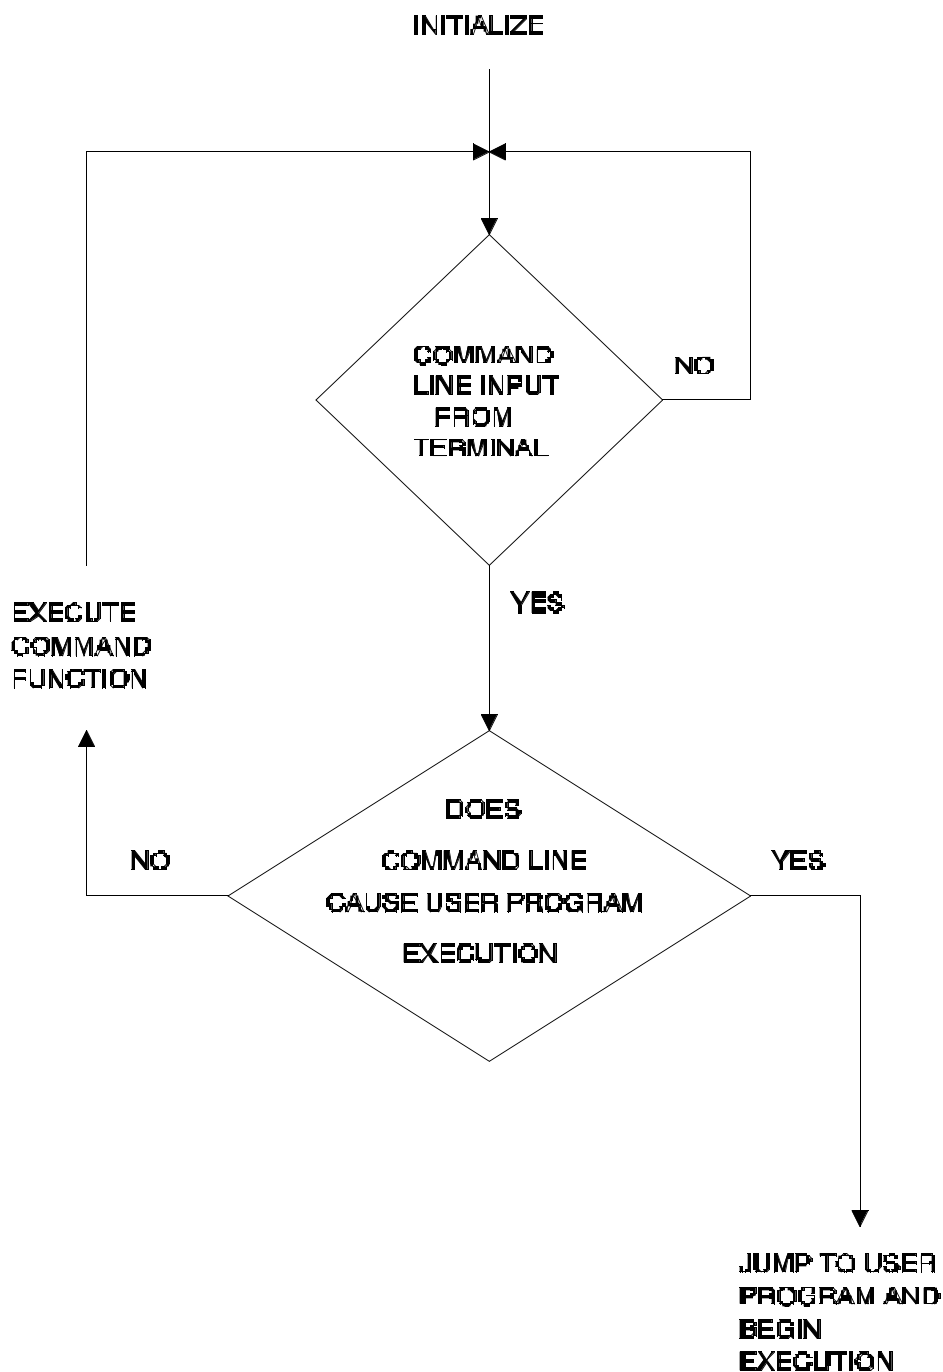 INITIALIZE
COMMAND
LINE INPUT
FROM
TERMINAL
NO
YES
EXECUTE
COMMAND
FUNCTION
DOES
COMMAND LINE
CAUSE USER PROGRAM
EXECUTION
NO
YES
JUMP TO USER
PROGRAM AND
BEGIN
EXECUTION